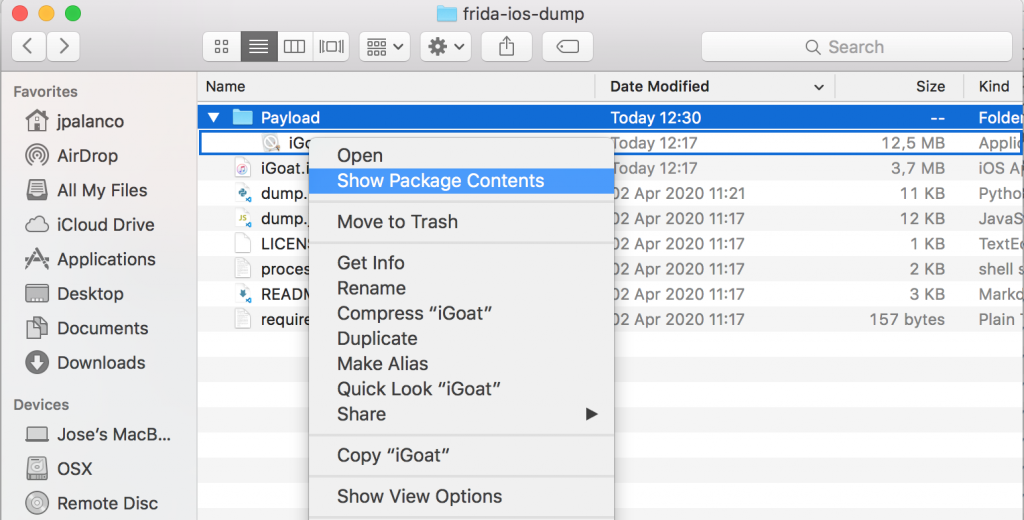 frida-ios-dump
Search
Favorites
jpalanco
AirDrop
All My Files
iCloud Drive
Applications
Desktop
Documents
Downloads
Devices
Jose’s MacB...
OSX
Remote Disc
Name Date Modified Size Kind
Payload Today 12:30 -- Folder
Today 12:17 12,5 MB
iGoat.i Today 12:17 3,7 MB iOS A
dump. 02 Apr 2020 11:21 11 KB Pytho
dump. 02 Apr 2020 11:17 12 KB JavaS
LICEN 02 Apr 2020 11:17 1 KB TextE
proces 02 Apr 2020 11:17 2 KB shell s
READM 02 Apr 2020 11:17 3 KB Marko
require 02 Apr 2020 11:17 157 bytes Plain
Open
Show Package Contents
Move to Trash
Get Info
Rename
Compress “iGoat”
Duplicate
Make Alias
Quick Look “iGoat”
Share
Copy “iGoat”
Show View Options